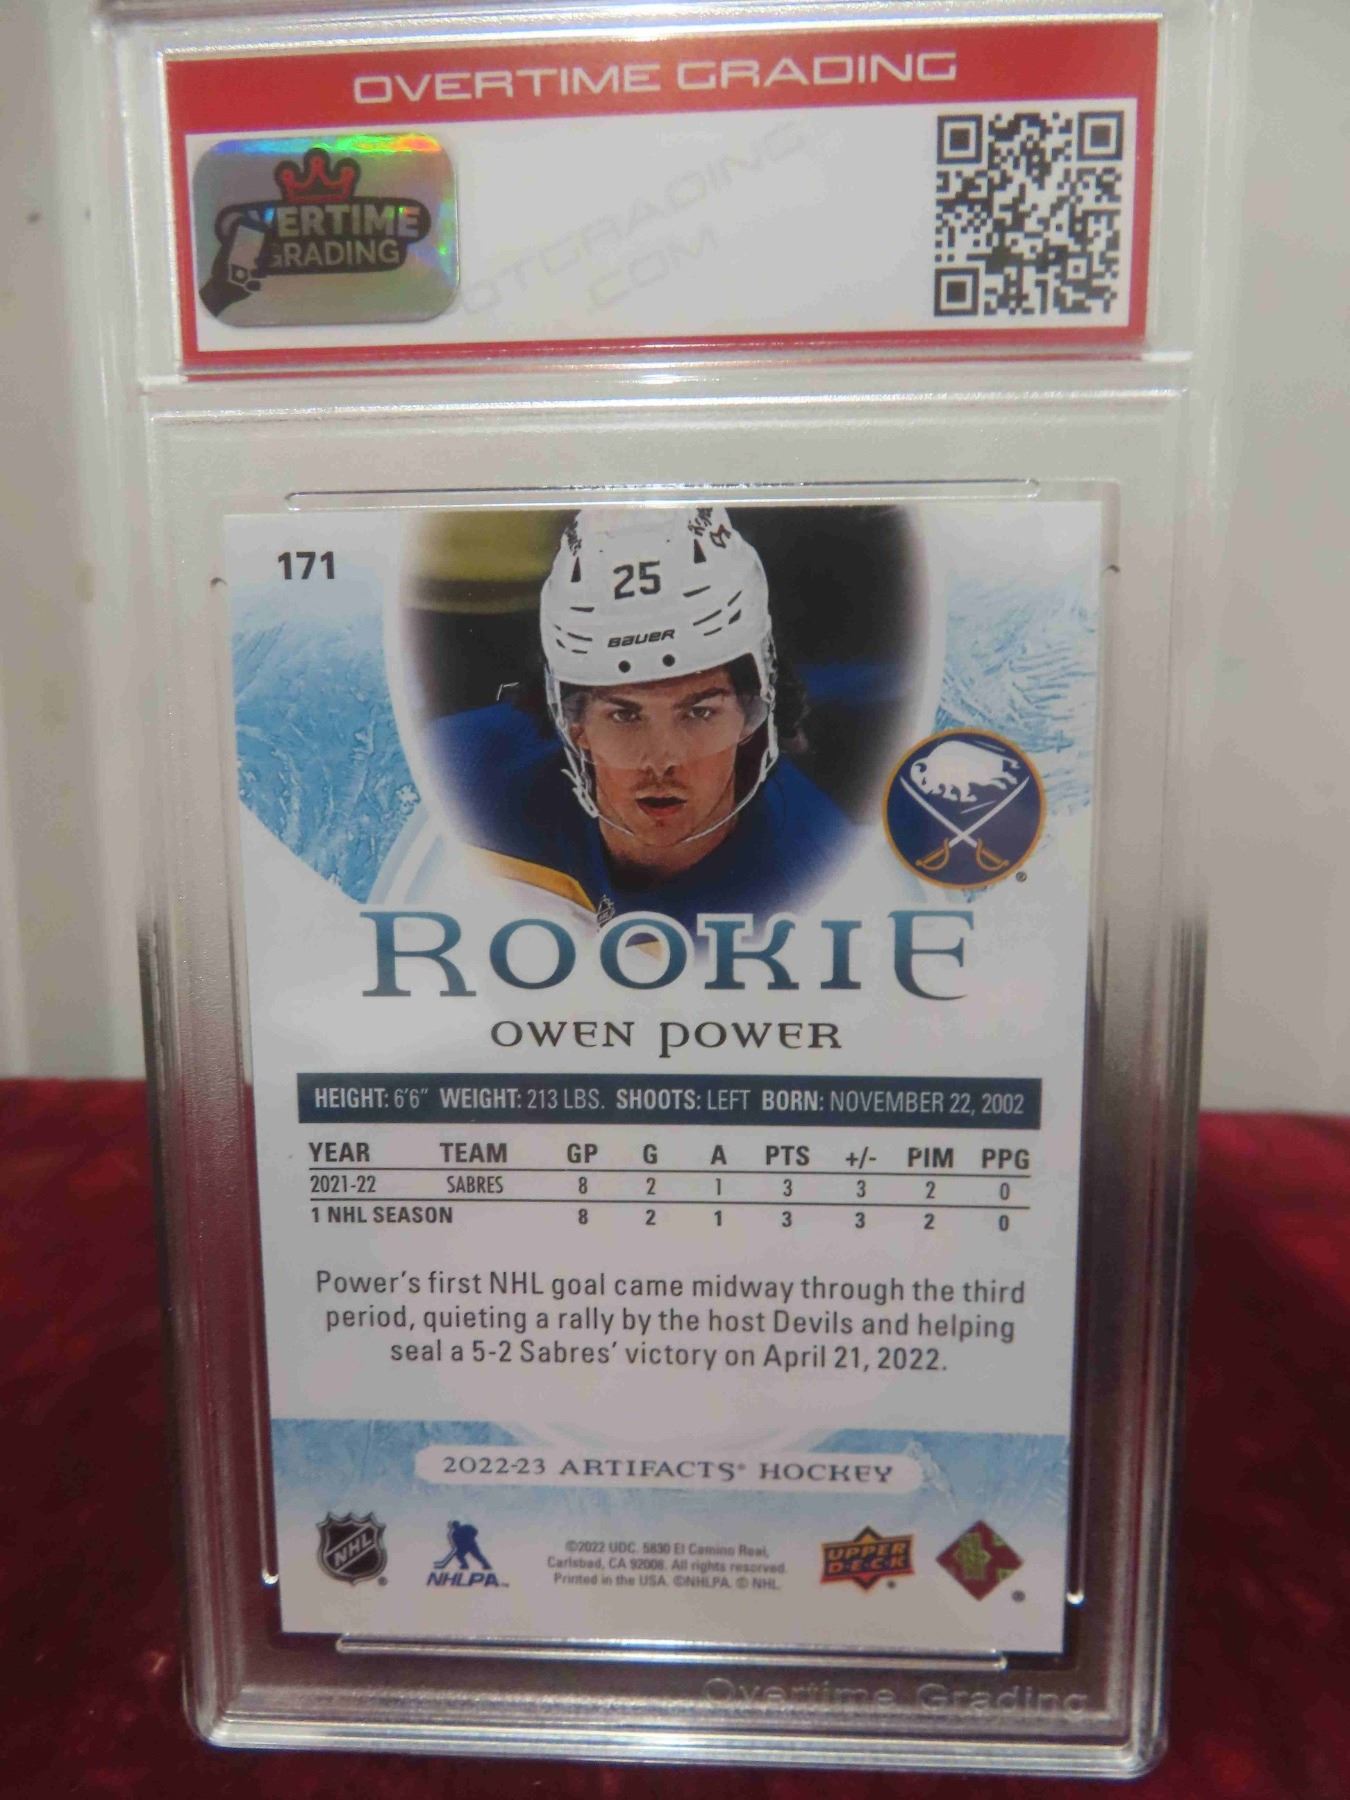 OVERTIME GRADING
OVERTIME
GRADING
OTGRADING
.COM
171
25
BAUER
ROOKIE
OWEN POWER
HEIGHT: 6'6" WEIGHT: 213 LBS. SHOOTS: LEFT BORN: NOVEMBER 22, 2002
YEAR TEAM GP G A PTS +/- PIM PPG
2021-22 SABRES 8 2 1 3 3 2 0
1 NHL SEASON 8 2 1 3 3 2 0
Power's first NHL goal came midway through the third
period, quieting a rally by the host Devils and helping
seal a 5-2 Sabres' victory on April 21, 2022.
2022-23 ARTIFACTS® HOCKEY
NHL
NHLPA™
©2022 UDC. 5830 El Camino Real,
Carlsbad, CA 92008. All rights reserved.
Printed in the USA. ©NHLPA. © NHL.
UPPER
D·E·C·K
Overtime Grading